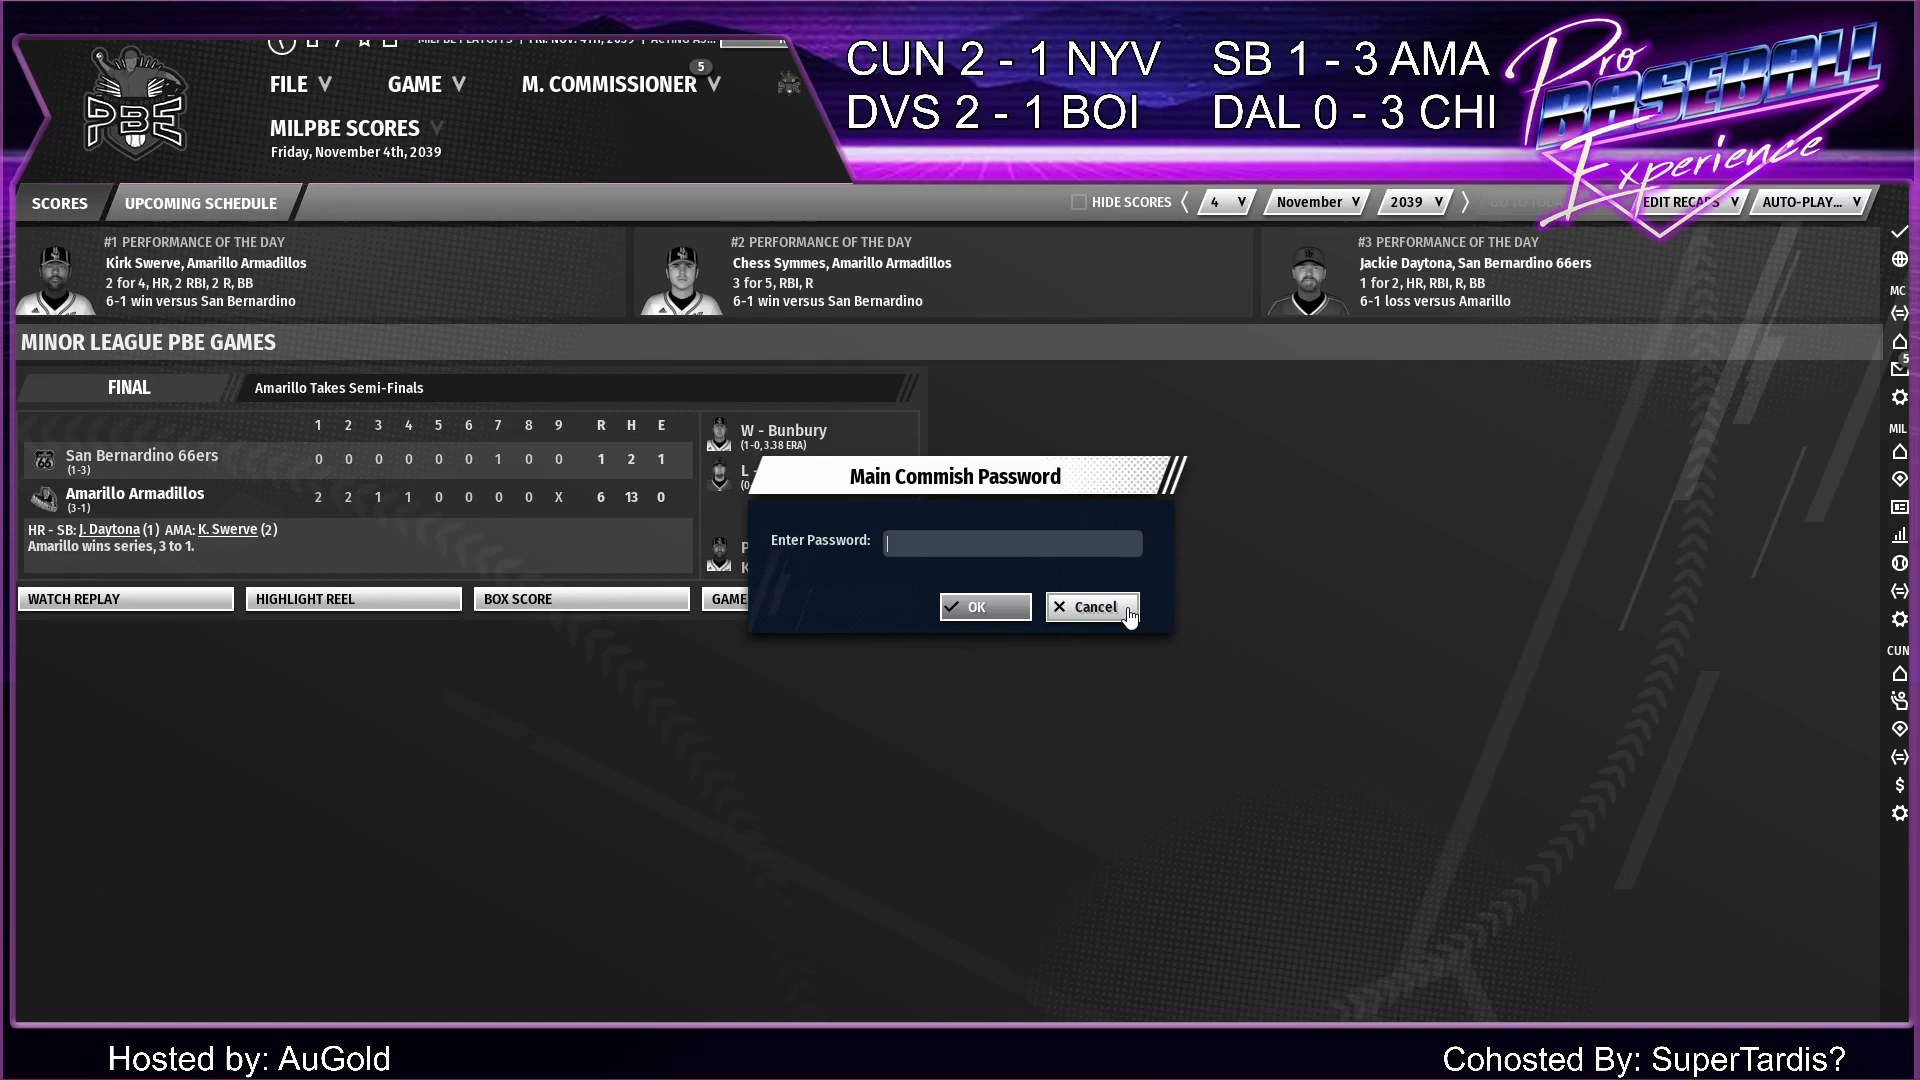 FILE
GAME
M. COMMISSIONER
5
MILPBE SCORES
Friday, November 4th, 2039
PBE
CUN 2 - 1 NYV
SB 1 - 3 AMA
DVS 2 - 1 BOI
DAL 0 - 3 CHI
Pro
BASEBALL
Experience
SCORES
UPCOMING SCHEDULE
HIDE SCORES
4
November
2039
GO TO TODAY
EDIT RECAPS
AUTO-PLAY...
#1 PERFORMANCE OF THE DAY
Kirk Swerve, Amarillo Armadillos
2 for 4, HR, 2 RBI, 2 R, BB
6-1 win versus San Bernardino
#2 PERFORMANCE OF THE DAY
Chess Symmes, Amarillo Armadillos
3 for 5, RBI, R
6-1 win versus San Bernardino
#3 PERFORMANCE OF THE DAY
Jackie Daytona, San Bernardino 66ers
1 for 2, HR, RBI, R, BB
6-1 loss versus Amarillo
MINOR LEAGUE PBE GAMES
FINAL
Amarillo Takes Semi-Finals
1 2 3 4 5 6 7 8 9 R H E
San Bernardino 66ers 0 0 0 0 0 0 1 0 0 1 2 1
(1-3)
Amarillo Armadillos 2 2 1 1 0 0 0 0 X 6 13 0
(3-1)
HR - SB: J. Daytona (1) AMA: K. Swerve (2)
Amarillo wins series, 3 to 1.
W - Bunbury
(1-0, 3.38 ERA)
L -
(0-
P
K
WATCH REPLAY
HIGHLIGHT REEL
BOX SCORE
GAME
Main Commish Password
Enter Password:
OK
Cancel
MC
5
MIL
CUN
$
Hosted by: AuGold
Cohosted By: SuperTardis?